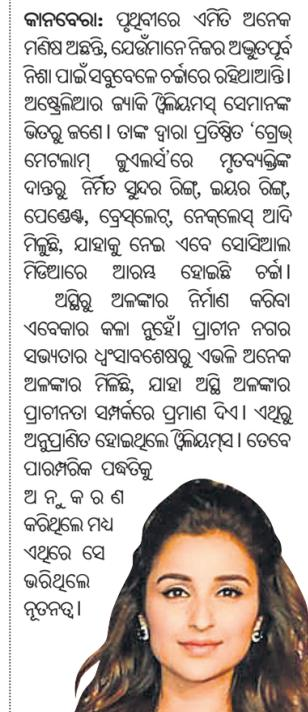 କାନବେରା: ପୃଥିବୀରେ ଏମିତି ଅନେକ
ମଣିଷ ଅଛନ୍ତି, ଯେଉଁମାନେ ନିଜର ଅଦ୍ଭୁତପୂର୍ବ
ନିଶା ପାଇଁ ସବୁବେଳେ ଚର୍ଚ୍ଚାରେ ରହିଥାଆନ୍ତି।
ଅଷ୍ଟ୍ରେଲିଆର ଜ୍ୟାକି ୱିଲିୟମସ୍ ସେମାନଙ୍କ
ଭିତରୁ ଜଣେ। ତାଙ୍କ ଦ୍ୱାରା ପ୍ରତିଷ୍ଠିତ ‘ଗ୍ରେଭ୍
ମେଟଲାମ୍ ଜୁଏଲର୍ସ’ରେ ମୃତବ୍ୟକ୍ତିଙ୍କ
ଦାନ୍ତରୁ ନିର୍ମିତ ସୁନ୍ଦର ରିଙ୍ଗ୍, ଇୟର ରିଙ୍ଗ୍,
ପେଣ୍ଡେଣ୍ଟ, ବ୍ରେସ୍‌ଲେଟ୍, ନେକ୍‌ଲେସ୍ ଆଦି
ମିଳୁଛି, ଯାହାକୁ ନେଇ ଏବେ ସୋସିଆଲ
ମିଡିଆରେ ଆରମ୍ଭ ହୋଇଛି ଚର୍ଚ୍ଚା।
ଅସ୍ଥିରୁ ଅଳଙ୍କାର ନିର୍ମାଣ କରିବା
ଏବେକାର କଳା ନୁହେଁ। ପ୍ରାଚୀନ ନଗର
ସଭ୍ୟତାର ଧ୍ୱଂସାବଶେଷରୁ ଏଭଳି ଅନେକ
ଅଳଙ୍କାର ମିଳିଛି, ଯାହା ଅସ୍ଥି ଅଳଙ୍କାର
ପ୍ରାଚୀନତା ସମ୍ପର୍କରେ ପ୍ରମାଣ ଦିଏ। ଏଥିରୁ
ଅନୁପ୍ରାଣିତ ହୋଇଥିଲେ ୱିଲିୟମ୍‌ସ। ତେବେ
ପାରମ୍ପରିକ ପଦ୍ଧତିକୁ
ଅନୁକରଣ
କରିଥିଲେ ମଧ୍ୟ
ଏଥିରେ ସେ
ଭରିଥିଲେ
ନୂତନତ୍ୱ।